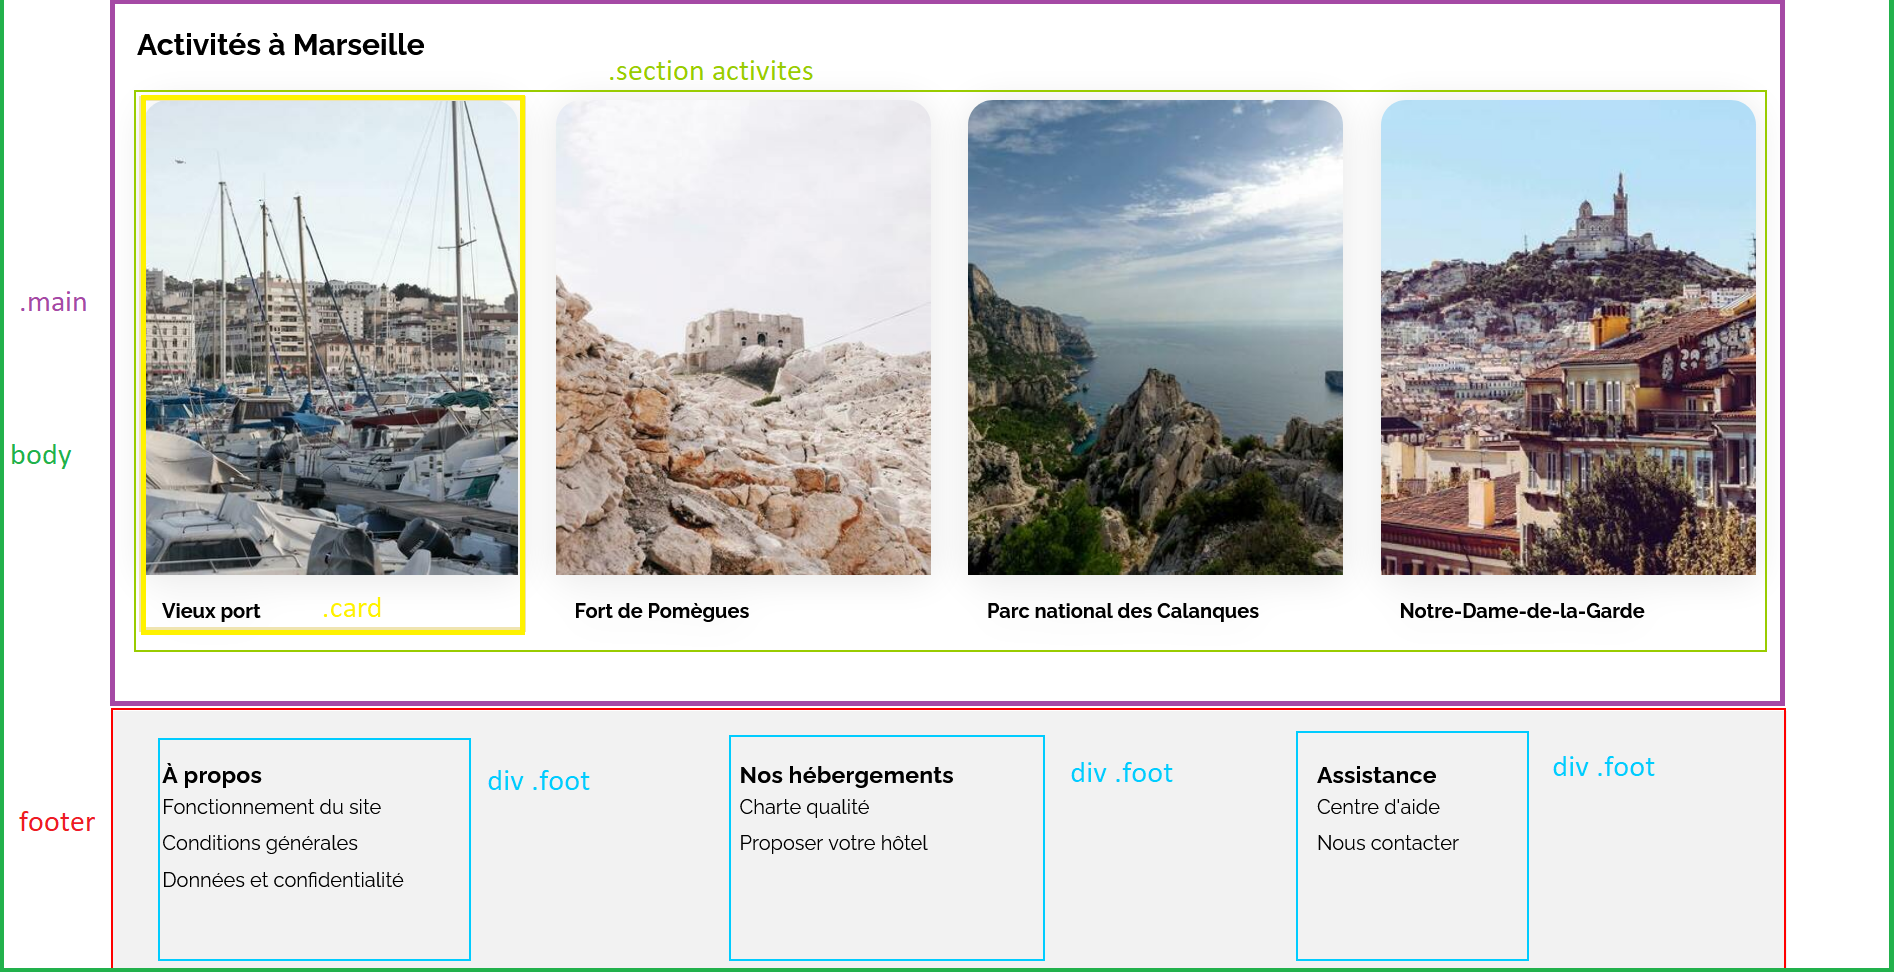 Activités à Marseille
.section activites
.main
body
Vieux port
.card
Fort de Pomègues
Parc national des Calanques
Notre-Dame-de-la-Garde
footer
À propos
Fonctionnement du site
Conditions générales
Données et confidentialité
div .foot
Nos hébergements
Charte qualité
Proposer votre hôtel
div .foot
Assistance
Centre d'aide
Nous contacter
div .foot